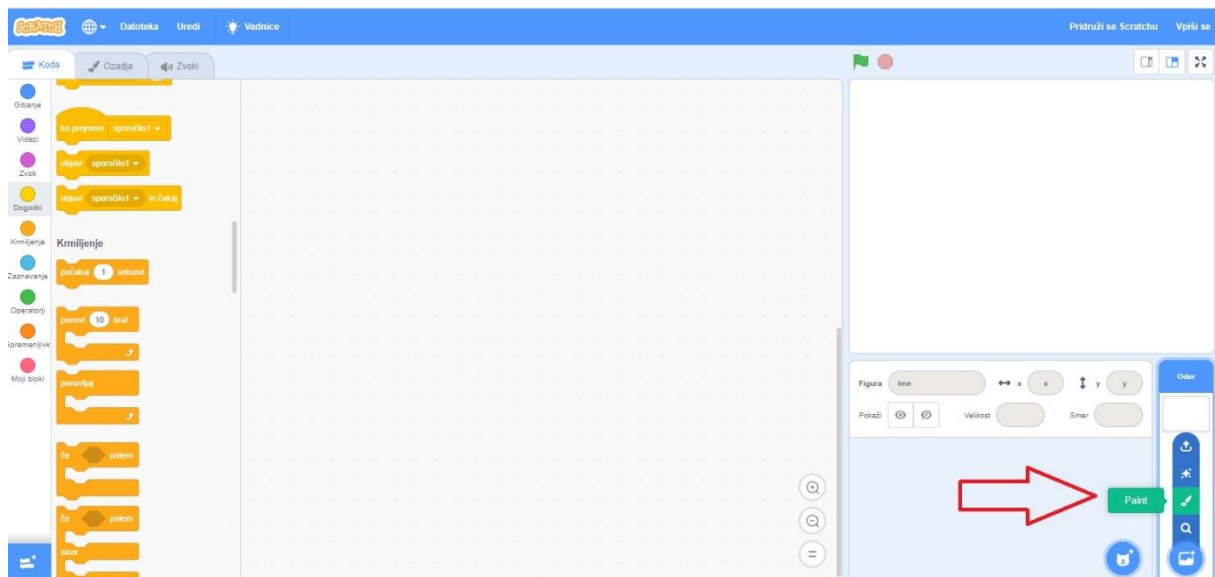 SCRATCH Datoteka Uredi Vadnice Pridruži se Scratchu Vpiši se
Koda Ozadja Zvoki
Gibanje
Videzi
Zvok
Dogodki
Krmiljenje
Zaznavanje
Operatorji
Spremenljivk
Moji bloki
ko prejmem sporočilo1
objavi sporočilo1
objavi sporočilo1 in čakaj
Krmiljenje
počakaj 1 sekund
ponovi 10 krat
ponavljaj
če potem
če potem
sicer
Figura Ime x x y y
Pokaži Velikost Smer
Oder
Paint